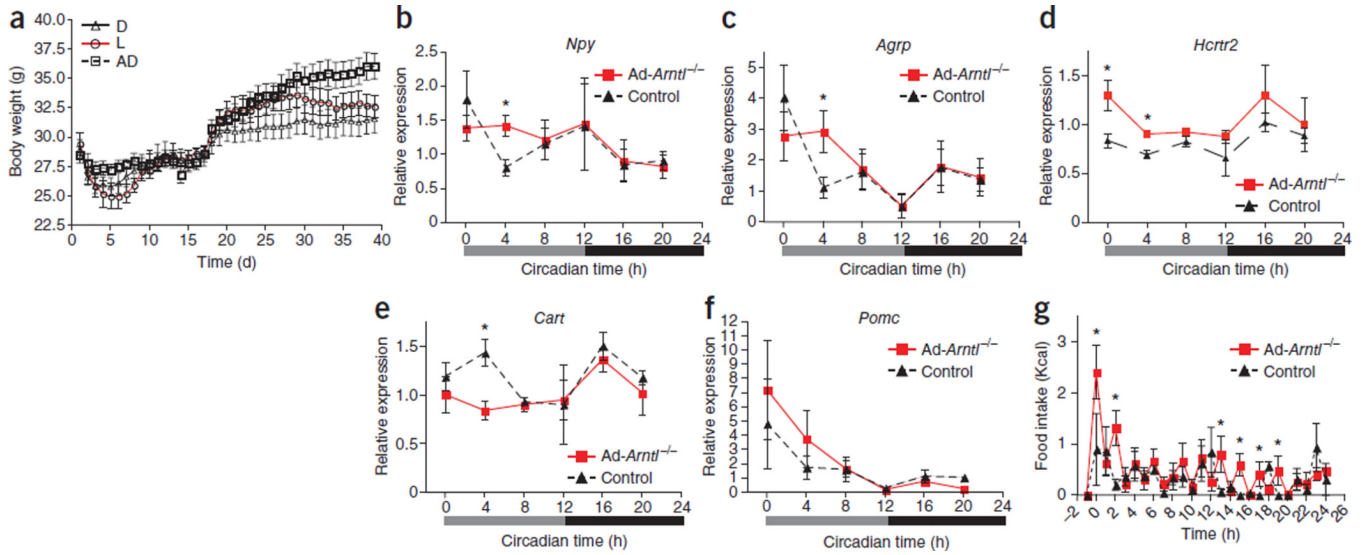 a
40.0
37.5
35.0
32.5
30.0
27.5
25.0
22.5
Body weight (g)
D
L
AD
0 5 10 15 20 25 30 35 40
Time (d)
b
Npy
2.5
2.0
1.5
1.0
0.5
0
Relative expression
Ad-Arntl–/–
Control
*
0 4 8 12 16 20 24
Circadian time (h)
c
Agrp
5
4
3
2
1
0
Relative expression
Ad-Arntl–/–
Control
*
0 4 8 12 16 20 24
Circadian time (h)
d
Hcrtr2
1.5
1.0
0.5
0
Relative expression
* *
Ad-Arntl–/–
Control
0 4 8 12 16 20 24
Circadian time (h)
e
Cart
1.5
1.0
0.5
0
Relative expression
*
Ad-Arntl–/–
Control
0 4 8 12 16 20 24
Circadian time (h)
f
Pomc
12
11
10
9
8
7
6
5
4
3
2
1
0
Relative expression
Ad-Arntl–/–
Control
0 4 8 12 16 20 24
Circadian time (h)
g
3
2
1
0
Food intake (Kcal)
Ad-Arntl–/–
Control
* * * * * *
–2 0 2 4 6 8 10 12 14 16 18 20 22 24 26
Time (h)